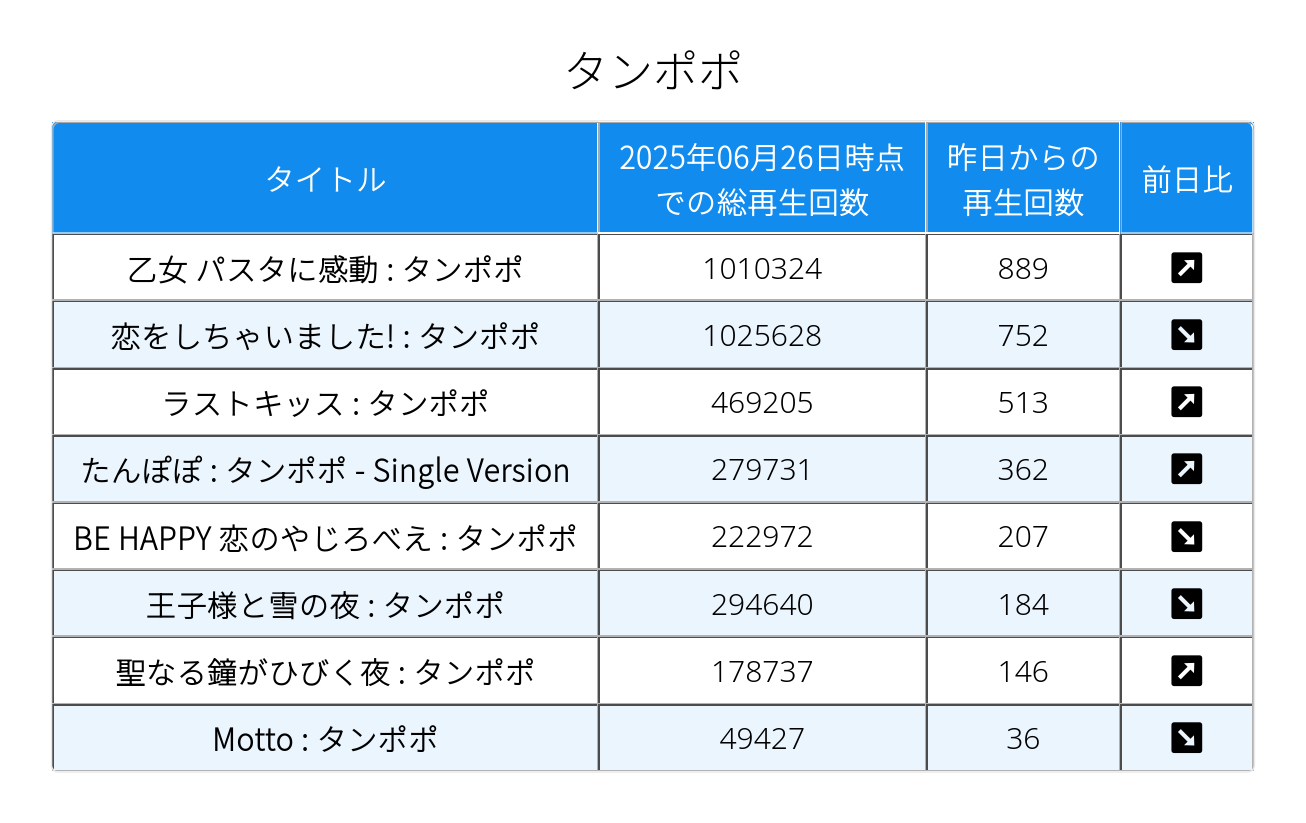 タンポポ
タイトル 2025年06月26日時点での総再生回数 昨日からの再生回数 前日比
乙女 パスタに感動 : タンポポ 1010324 889 ↗
恋をしちゃいました! : タンポポ 1025628 752 ↘
ラストキッス : タンポポ 469205 513 ↗
たんぽぽ : タンポポ - Single Version 279731 362 ↗
BE HAPPY 恋のやじろべえ : タンポポ 222972 207 ↘
王子様と雪の夜 : タンポポ 294640 184 ↘
聖なる鐘がひびく夜 : タンポポ 178737 146 ↗
Motto : タンポポ 49427 36 ↘